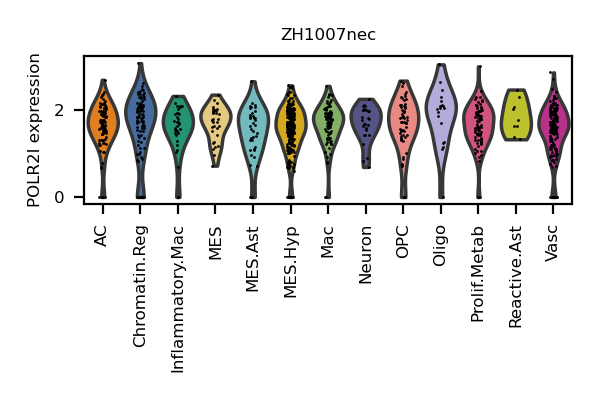 ZH1007nec
POLR2I expression
2
0
AC
Chromatin.Reg
Inflammatory.Mac
MES
MES.Ast
MES.Hyp
Mac
Neuron
OPC
Oligo
Prolif.Metab
Reactive.Ast
Vasc